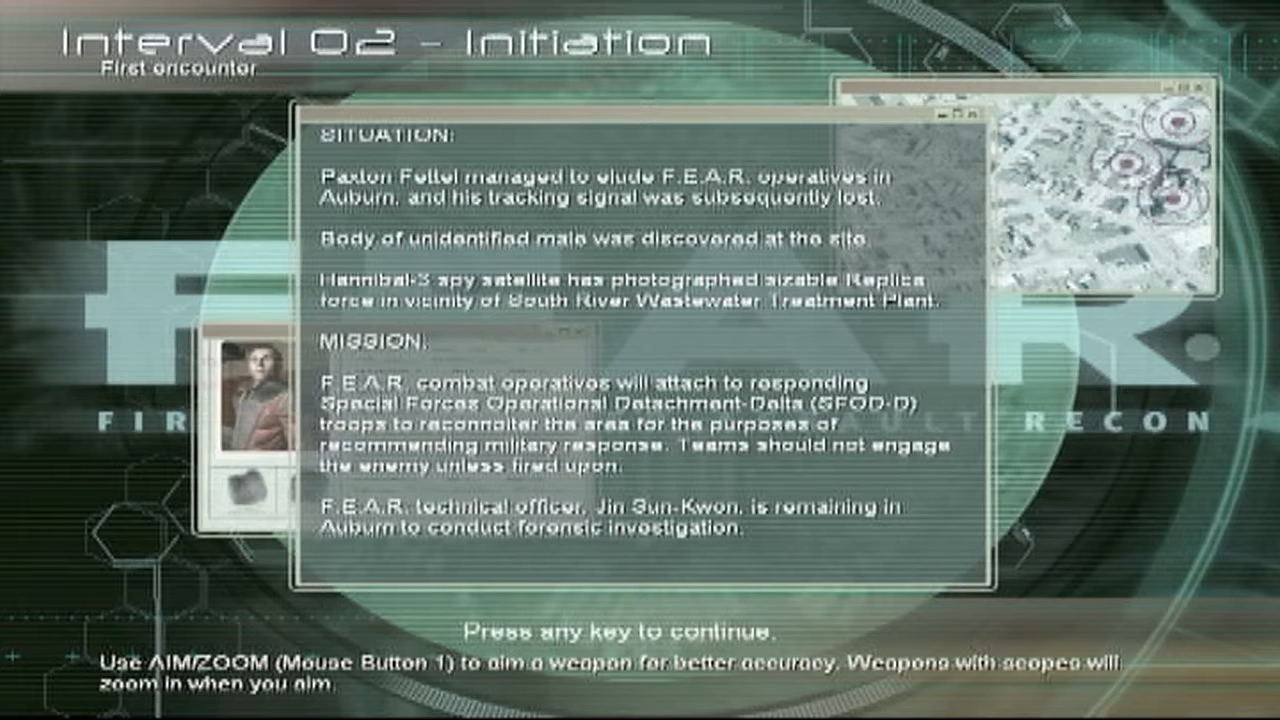 Interval 02 - Initiation
First encounter
SITUATION:
Paxton Fettel managed to elude F.E.A.R. operatives in
Auburn, and his tracking signal was subsequently lost.
Body of unidentified male was discovered at the site.
Hannibal-3 spy satellite has photographed sizable Replica
force in vicinity of South River Wastewater Treatment Plant.
MISSION:
F.E.A.R. combat operatives will attach to responding
Special Forces Operational Detachment-Delta (SFOD-D)
troops to reconnoiter the area for the purposes of
recommending military response. Teams should not engage
the enemy unless fired upon.
F.E.A.R. technical officer, Jin Sun-Kwon, is remaining in
Auburn to conduct forensic investigation.
F.E.A.R.
FIR AUL RECON
Press any key to continue.
Use AIM/ZOOM (Mouse Button 1) to aim a weapon for better accuracy. Weapons with scopes will
zoom in when you aim.